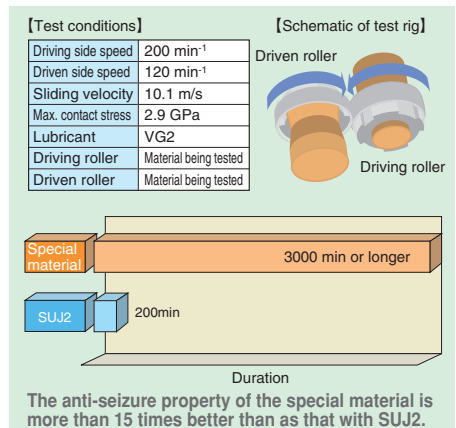 【Test conditions】
【Schematic of test rig】
Driving side speed 200 min-1
Driven side speed 120 min-1
Sliding velocity 10.1 m/s
Max. contact stress 2.9 GPa
Lubricant VG2
Driving roller Material being tested
Driven roller Material being tested
Driven roller
Driving roller
Special
material
3000 min or longer
SUJ2
200min
Duration
The anti-seizure property of the special material is
more than 15 times better than as that with SUJ2.